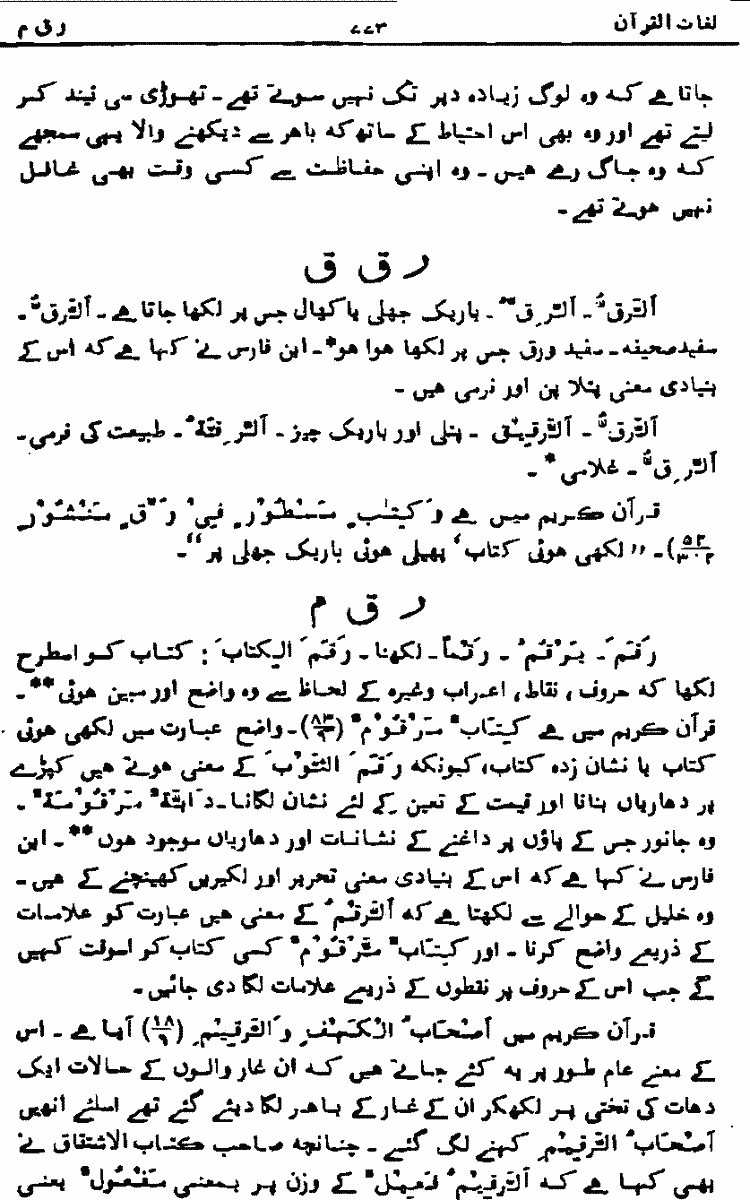 لغات القرآن ۷۷۳ ر ق م
جاتا ہے کہ وہ لوگ زیادہ دیر تک نہیں سوتے تھے ۔ تھوڑی سی نیند کر
لیتے تھے اور وہ بھی اس احتیاط کے ساتھ کہ باہر سے دیکھنے والا یہی سمجھے
کہ وہ جاگ رہے ہیں ۔ وہ اپنی حفاظت سے کسی وقت بھی غافل
نہیں ہوتے تھے ۔
ر ق ق
اَلرَّقُّ ۔ اَلرِّقُّ ۔ باریک جھلی یا کھال جس پر لکھا جاتا ہے ۔ اَلرَّقُّ ۔
سفید صحیفہ ۔ سفید ورق جس پر لکھا ہوا ہو* ۔ ابن فارس نے کہا ہے کہ اس کے
بنیادی معنی پتلا پن اور نرمی ہیں ۔
اَلرَّقُّ ۔ اَلرَّقِیْقُ ۔ پتلی اور باریک چیز ۔ اَلرِّقَّۃُ ۔ طبیعت کی نرمی ۔
اَلرِّقُّ ۔ غلامی* ۔
قرآن کریم میں ہے وَکِتٰبٍ مَّسْطُوْرٍ فِیْ رَقٍّ مَّنْشُوْرٍ
(۵۲/۲۰۳) ۔ ”لکھی ہوئی کتاب، پھیلی ہوئی باریک جھلی پر“ ۔
ر ق م
رَقَمَ ۔ یَرْقُمُ ۔ رَقْمًا ۔ لکھنا ۔ رَقَمَ الْکِتَابَ : کتاب کو اسطرح
لکھا کہ حروف ، نقاط ، اعراب وغیرہ کے لحاظ سے وہ واضح اور مبین ہوئی** ۔
قرآن کریم میں ہے کِتَابٌ مَّرْقُوْمٌ (۸۳/۹) ۔ واضح عبارت میں لکھی ہوئی
کتاب یا نشان زدہ کتاب، کیونکہ رَقَمَ الثَّوْبَ کے معنی ہوتے ہیں کپڑے
پر دھاریاں بنانا اور قیمت کے تعین کے لئے نشان لگانا ۔ دَابَّۃٌ مَرْقُوْمَۃٌ ۔
وہ جانور جس کے پاؤں پر داغنے کے نشانات اور دھاریاں موجود ہوں** ۔ ابن
فارس نے کہا ہے کہ اس کے بنیادی معنی تحریر اور لکیریں کھینچنے کے ہیں ۔
وہ خلیل کے حوالے سے لکھتا ہے کہ اَلرَّقْمُ کے معنی ہیں عبارت کو علامات
کے ذریعے واضح کرنا ۔ اور کِتَابٌ مَّرْقُوْمٌ کسی کتاب کو اسوقت کہیں
گے جب اس کے حروف پر نقطوں کے ذریعے علامات لگا دی جائیں ۔
قرآن کریم میں اَصْحَابُ الْکَہْفِ وَالرَّقِیْمِ (۱۸/۹) آیا ہے ۔ اس
کے معنے عام طور پر یہ کئے جاتے ہیں کہ ان غار والوں کے حالات ایک
دھات کی تختی پر لکھکر ان کے غار کے باہر لگا دیئے گئے تھے اسلئے انھیں
اَصْحَابُ الرَّقِیْمِ کہنے لگ گئے ۔ چنانچہ صاحب کتاب الاشتقاق نے
بھی کہا ہے کہ اَلرَّقِیْمُ فَعِیْلٌ کے وزن پر بمعنی مَفْعُوْلٌ یعنی